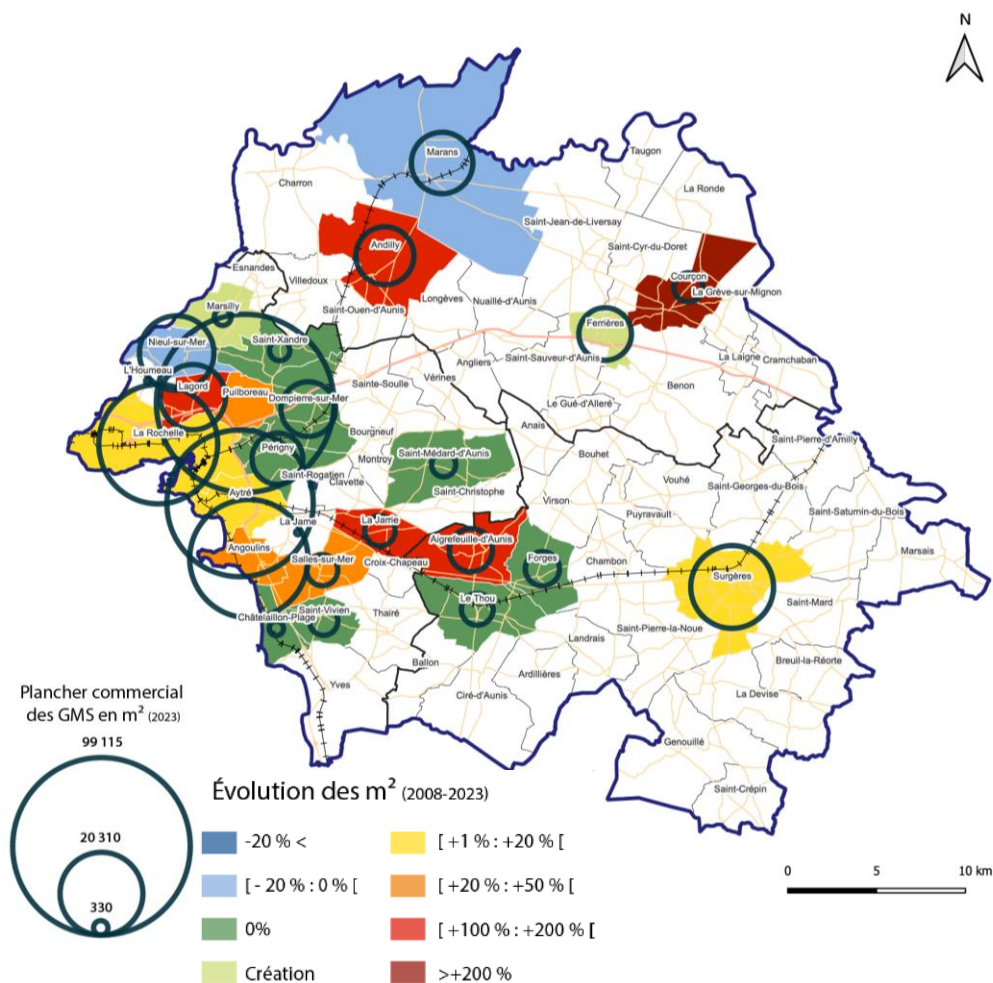 N
Marans
Taugon
Charron
La Ronde
Saint-Jean-de-Liversay
Andilly
Saint-Cyr-du-Doret
Esnandes
Courçon
Villedoux
La Grève-sur-Mignon
Longèves
Nuaillé-d'Aunis
Marsilly
Saint-Ouen-d'Aunis
Ferrières
Nieul-sur-Mer
Saint-Xandre
Saint-Sauveur-d'Aunis
La Laigne
Cramchaban
Angliers
L'Houmeau
Lagord
Puilboreau
Sainte-Soulle
Vérines
Benon
Dompierre-sur-Mer
Le Gué-d'Alleré
La Rochelle
Bourgneuf
Anais
Saint-Pierre-d'Amilly
Périgny
Montroy
Saint-Médard-d'Aunis
Bouhet
Saint-Rogatien
Clavette
Vouhé
Saint-Georges-du-Bois
Aytré
Saint-Christophe
Virson
Puyravault
Saint-Saturnin-du-Bois
La Jarne
La Jarrie
Aigrefeuille-d'Aunis
Angoulins
Salles-sur-Mer
Croix-Chapeau
Forges
Chambon
Marsais
Surgères
Le Thou
Saint-Mard
Châtelaillon-Plage
Saint-Vivien
Thairé
Saint-Pierre-la-Noue
Landrais
Ballon
Breuil-la-Réorte
Yves
Ardillières
Ciré-d'Aunis
La Devise
Genouillé
Saint-Crépin
Plancher commercial
des GMS en m² (2023)
99 115
20 310
330
Évolution des m² (2008-2023)
-20 % <
[ - 20 % : 0 % [
0%
Création
[ +1 % : +20 % [
[ +20 % : +50 % [
[ +100 % : +200 % [
>+200 %
0 5 10 km